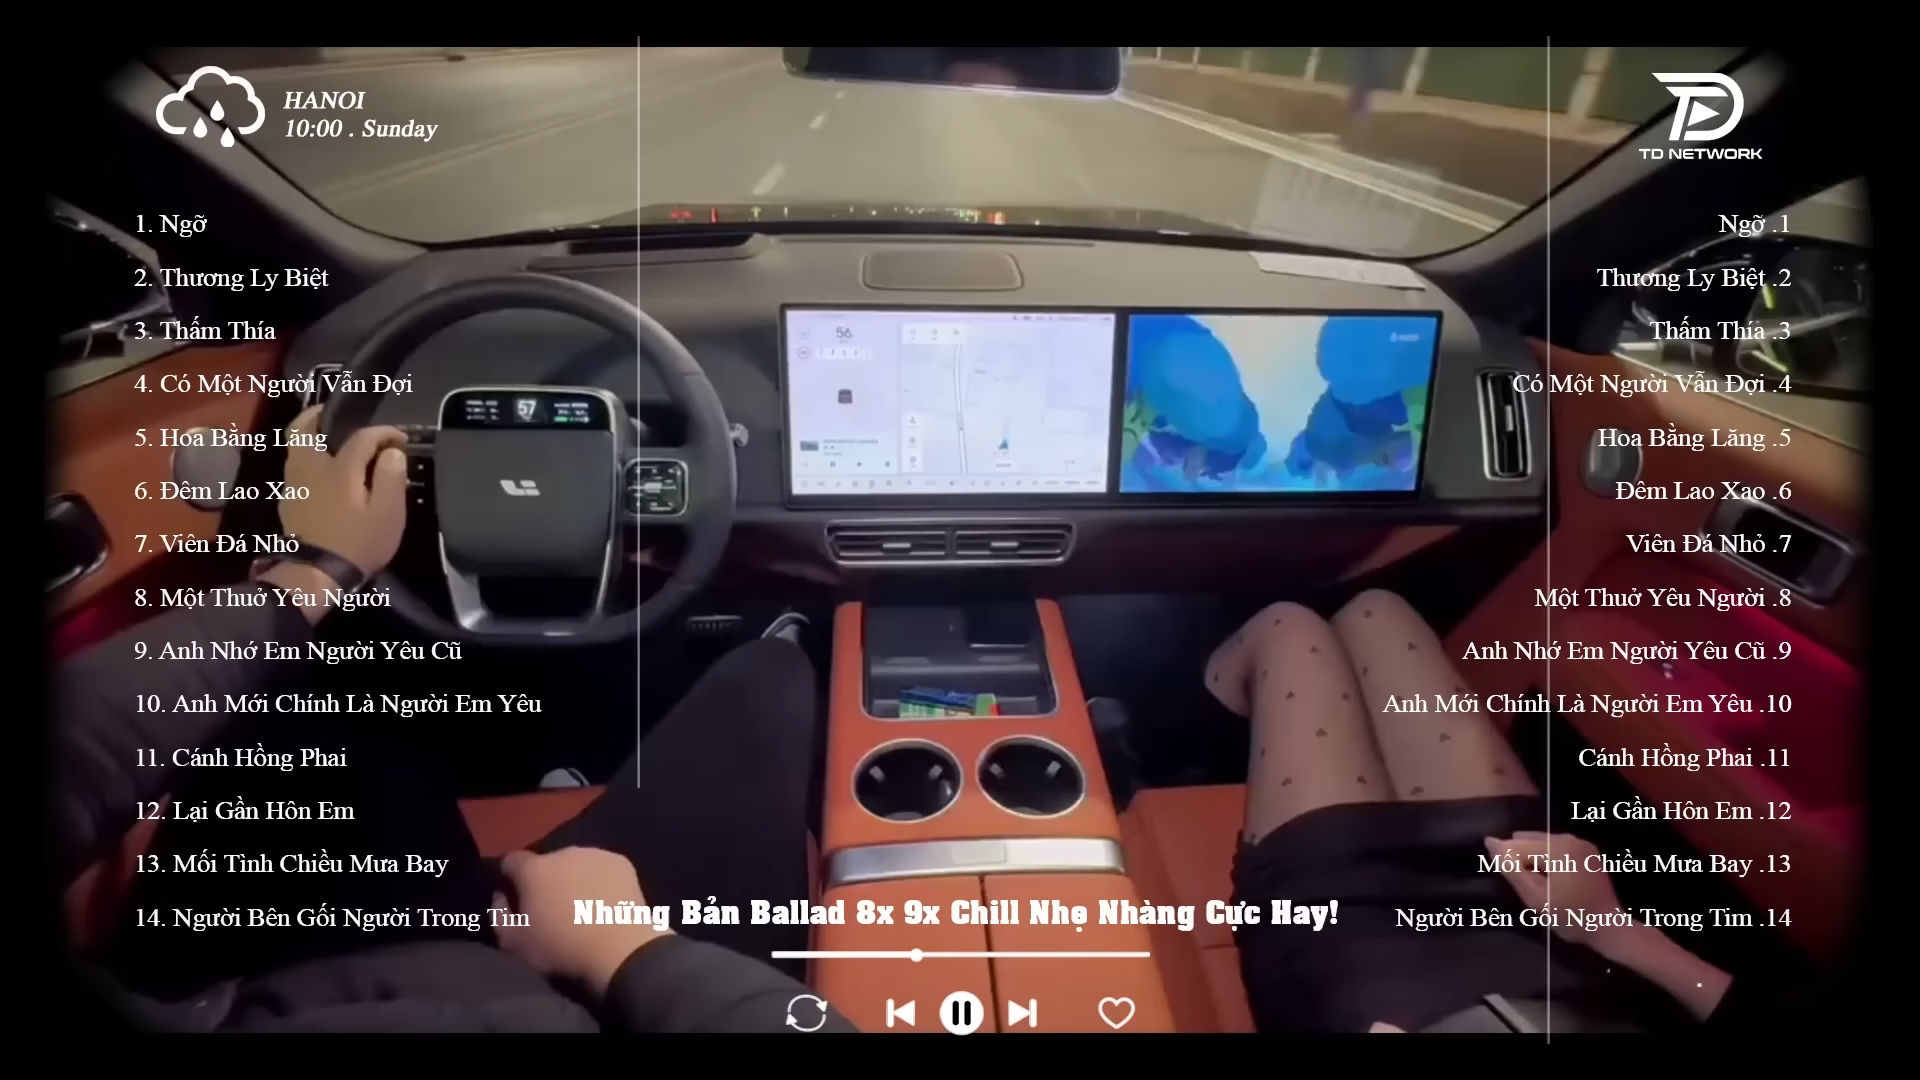 HANOI
10:00 . Sunday
TD NETWORK
1. Ngỡ
2. Thương Ly Biệt
3. Thấm Thía
4. Có Một Người Vẫn Đợi
5. Hoa Bằng Lăng
6. Đêm Lao Xao
7. Viên Đá Nhỏ
8. Một Thuở Yêu Người
9. Anh Nhớ Em Người Yêu Cũ
10. Anh Mới Chính Là Người Em Yêu
11. Cánh Hồng Phai
12. Lại Gần Hôn Em
13. Mối Tình Chiều Mưa Bay
14. Người Bên Gối Người Trong Tim
Ngỡ .1
Thương Ly Biệt .2
Thấm Thía .3
Có Một Người Vẫn Đợi .4
Hoa Bằng Lăng .5
Đêm Lao Xao .6
Viên Đá Nhỏ .7
Một Thuở Yêu Người .8
Anh Nhớ Em Người Yêu Cũ .9
Anh Mới Chính Là Người Em Yêu .10
Cánh Hồng Phai .11
Lại Gần Hôn Em .12
Mối Tình Chiều Mưa Bay .13
Người Bên Gối Người Trong Tim .14
56
57
Những Bản Ballad 8x 9x Chill Nhẹ Nhàng Cực Hay!